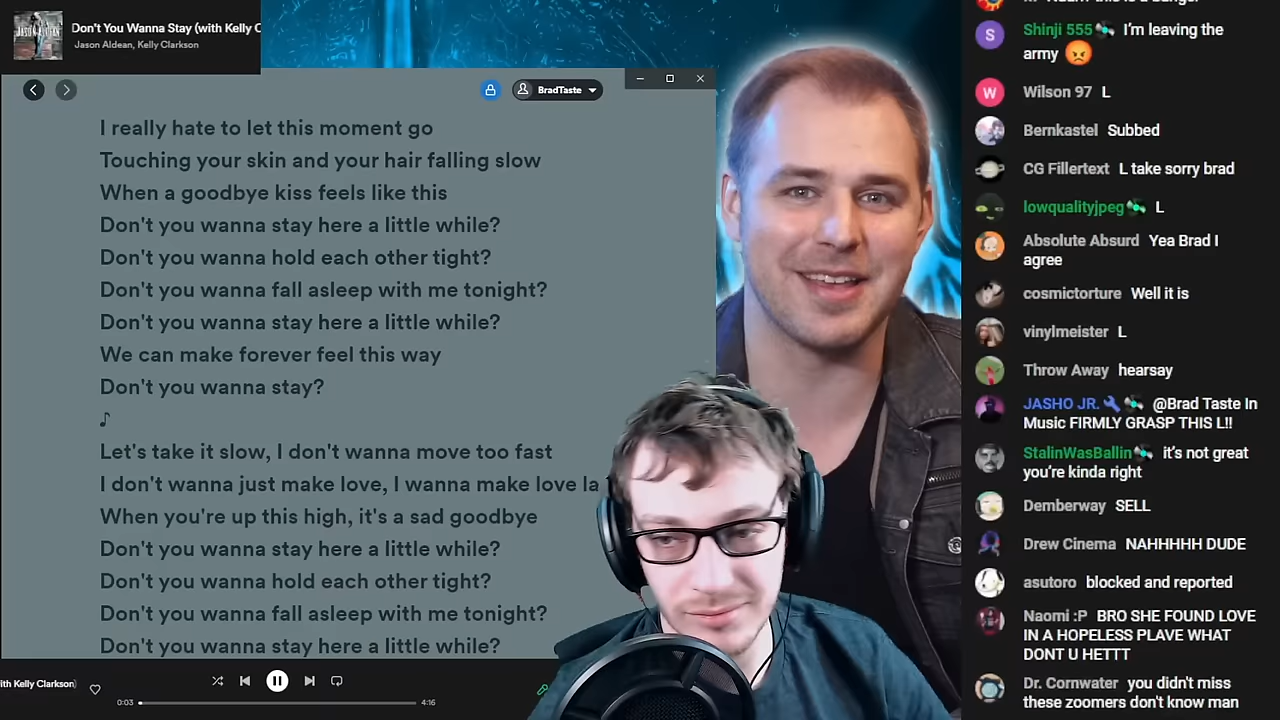 Don't You Wanna Stay (with Kelly C
Jason Aldean, Kelly Clarkson
BradTaste
I really hate to let this moment go
Touching your skin and your hair falling slow
When a goodbye kiss feels like this
Don't you wanna stay here a little while?
Don't you wanna hold each other tight?
Don't you wanna fall asleep with me tonight?
Don't you wanna stay here a little while?
We can make forever feel this way
Don't you wanna stay?
♪
Let's take it slow, I don't wanna move too fast
I don't wanna just make love, I wanna make love la
When you're up this high, it's a sad goodbye
Don't you wanna stay here a little while?
Don't you wanna hold each other tight?
Don't you wanna fall asleep with me tonight?
Don't you wanna stay here a little while?
ith Kelly Clarkson)
0:03
4:16
Shinji 555 I'm leaving the
army 😡
Wilson 97 L
Bernkastel Subbed
CG Fillertext L take sorry brad
lowqualityjpeg L
Absolute Absurd Yea Brad I
agree
cosmictorture Well it is
vinylmeister L
Throw Away hearsay
JASHO JR. @Brad Taste In
Music FIRMLY GRASP THIS L!!
StalinWasBallin it's not great
you're kinda right
Demberway SELL
Drew Cinema NAHHHHH DUDE
asutoro blocked and reported
Naomi :P BRO SHE FOUND LOVE
IN A HOPELESS PLAVE WHAT
DONT U HETTT
Dr. Cornwater you didn't miss
these zoomers don't know man